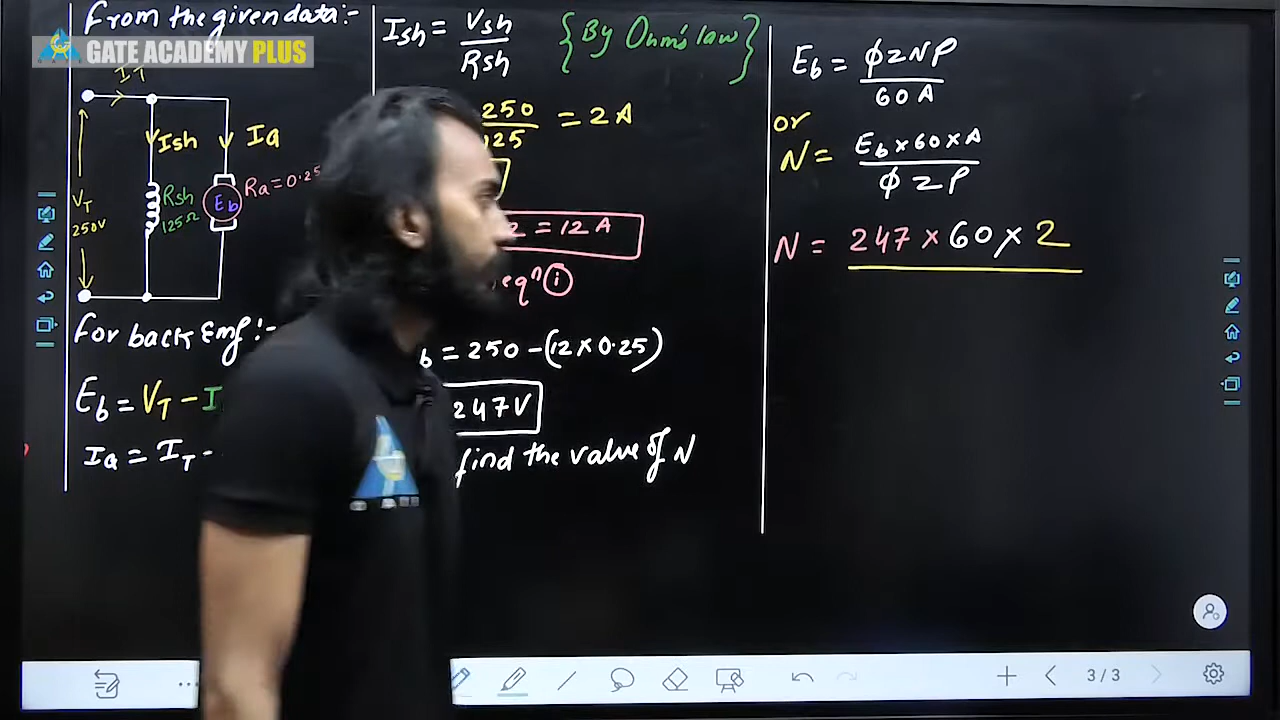 From the given data:-
GATE ACADEMY PLUS
IT
Ish
Ia
VT
250V
Rsh
125Ω
Eb
Ra = 0.25
For back Emf:-
Eb = VT - I
Ia = IT -
Ish = Vsh / Rsh {By Ohm's law}
250 / 125 = 2A
2 = 12 A
eqⁿ (i)
b = 250 - (12 × 0.25)
247V
find the value of N
Eb = ϕZNP / 60A
or
N = Eb × 60 × A / ϕZP
N = 247 × 60 × 2
3 / 3